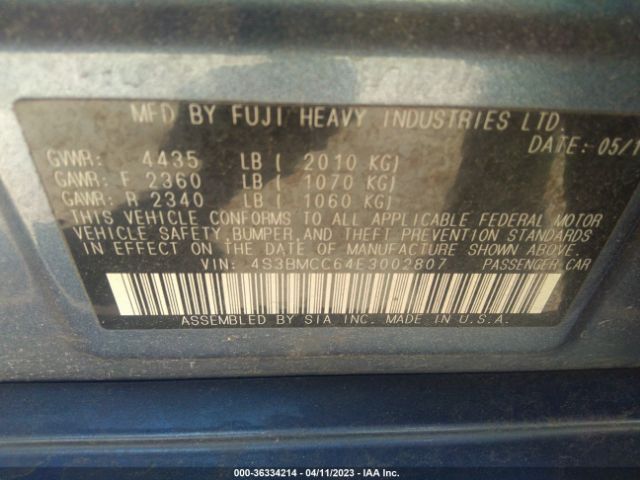 MFD BY FUJI HEAVY INDUSTRIES LTD.
DATE: 05/1
GVWR: 4435 LB ( 2010 KG)
GAWR: F 2360 LB ( 1070 KG)
GAWR: R 2340 LB ( 1060 KG)
THIS VEHICLE CONFORMS TO ALL APPLICABLE FEDERAL MOTOR
VEHICLE SAFETY, BUMPER, AND THEFT PREVENTION STANDARDS
IN EFFECT ON THE DATE OF MANUFACTURE SHOWN ABOVE.
VIN: 4S3BMCC64E3002807 PASSENGER CAR
ASSEMBLED BY SIA INC. MADE IN U.S.A.
000-36334214 - 04/11/2023 - IAA Inc.